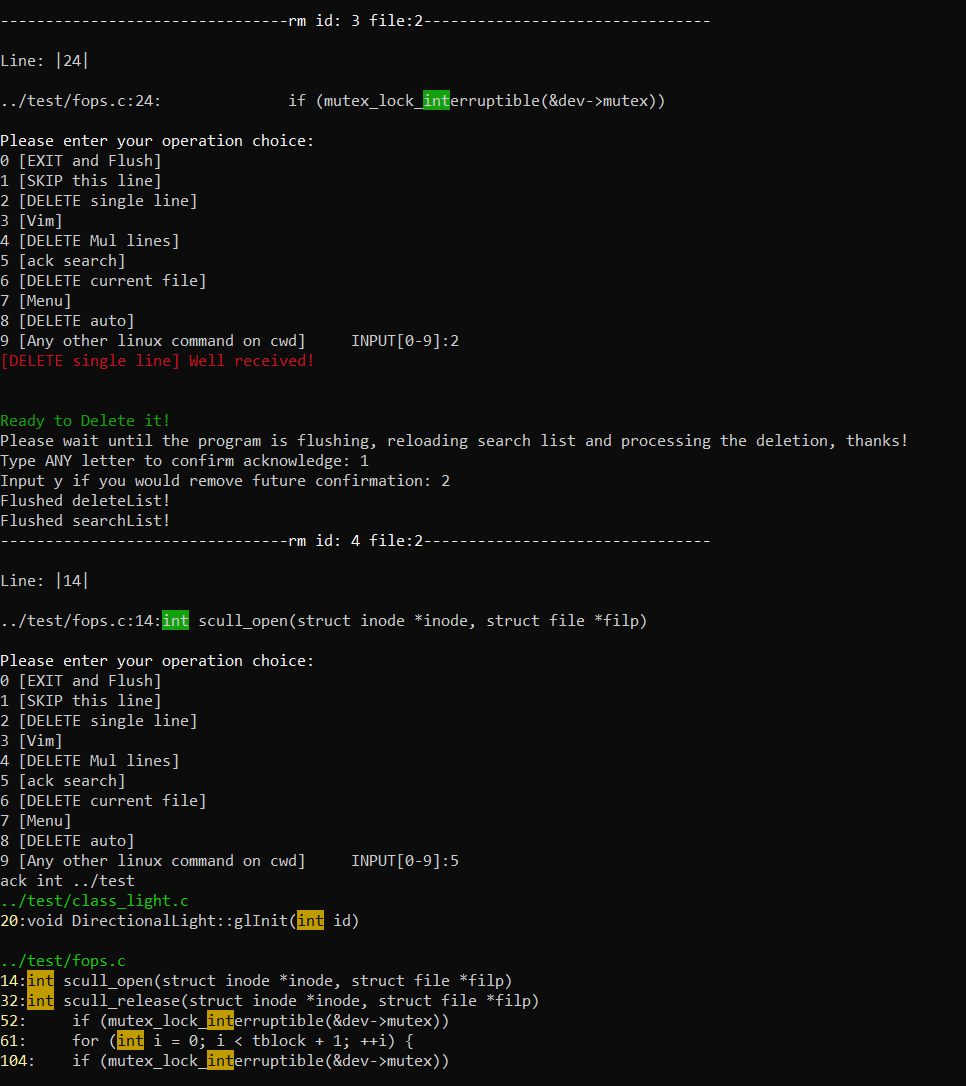 --------------------------------rm id: 3 file:2--------------------------------
Line: |24|
../test/fops.c:24:              if (mutex_lock_interruptible(&dev->mutex))
Please enter your operation choice:
0 [EXIT and Flush]
1 [SKIP this line]
2 [DELETE single line]
3 [Vim]
4 [DELETE Mul lines]
5 [ack search]
6 [DELETE current file]
7 [Menu]
8 [DELETE auto]
9 [Any other linux command on cwd]     INPUT[0-9]:2
[DELETE single line] Well received!
Ready to Delete it!
Please wait until the program is flushing, reloading search list and processing the deletion, thanks!
Type ANY letter to confirm acknowledge: 1
Input y if you would remove future confirmation: 2
Flushed deleteList!
Flushed searchList!
--------------------------------rm id: 4 file:2--------------------------------
Line: |14|
../test/fops.c:14:int scull_open(struct inode *inode, struct file *filp)
Please enter your operation choice:
0 [EXIT and Flush]
1 [SKIP this line]
2 [DELETE single line]
3 [Vim]
4 [DELETE Mul lines]
5 [ack search]
6 [DELETE current file]
7 [Menu]
8 [DELETE auto]
9 [Any other linux command on cwd]     INPUT[0-9]:5
ack int ../test
../test/class_light.c
20:void DirectionalLight::glInit(int id)
../test/fops.c
14:int scull_open(struct inode *inode, struct file *filp)
32:int scull_release(struct inode *inode, struct file *filp)
52:     if (mutex_lock_interruptible(&dev->mutex))
61:     for (int i = 0; i < tblock + 1; ++i) {
104:    if (mutex_lock_interruptible(&dev->mutex))